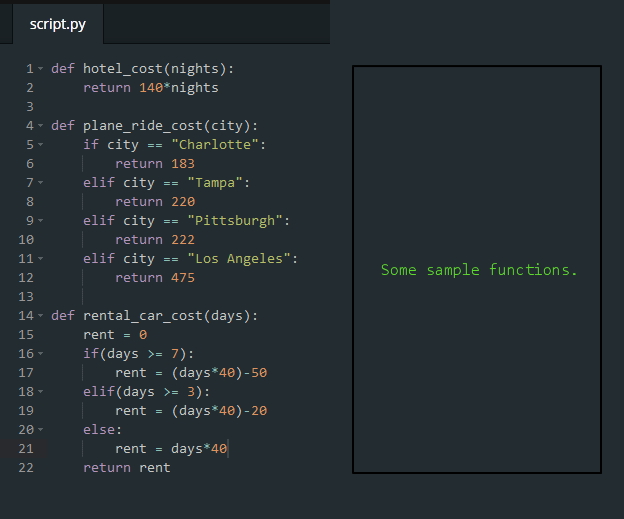 script.py
1 def hotel_cost(nights):
2     return 140*nights
3
4 def plane_ride_cost(city):
5     if city == "Charlotte":
6         return 183
7     elif city == "Tampa":
8         return 220
9     elif city == "Pittsburgh":
10         return 222
11     elif city == "Los Angeles":
12         return 475
13
14 def rental_car_cost(days):
15     rent = 0
16     if(days >= 7):
17         rent = (days*40)-50
18     elif(days >= 3):
19         rent = (days*40)-20
20     else:
21         rent = days*40
22     return rent
Some sample functions.